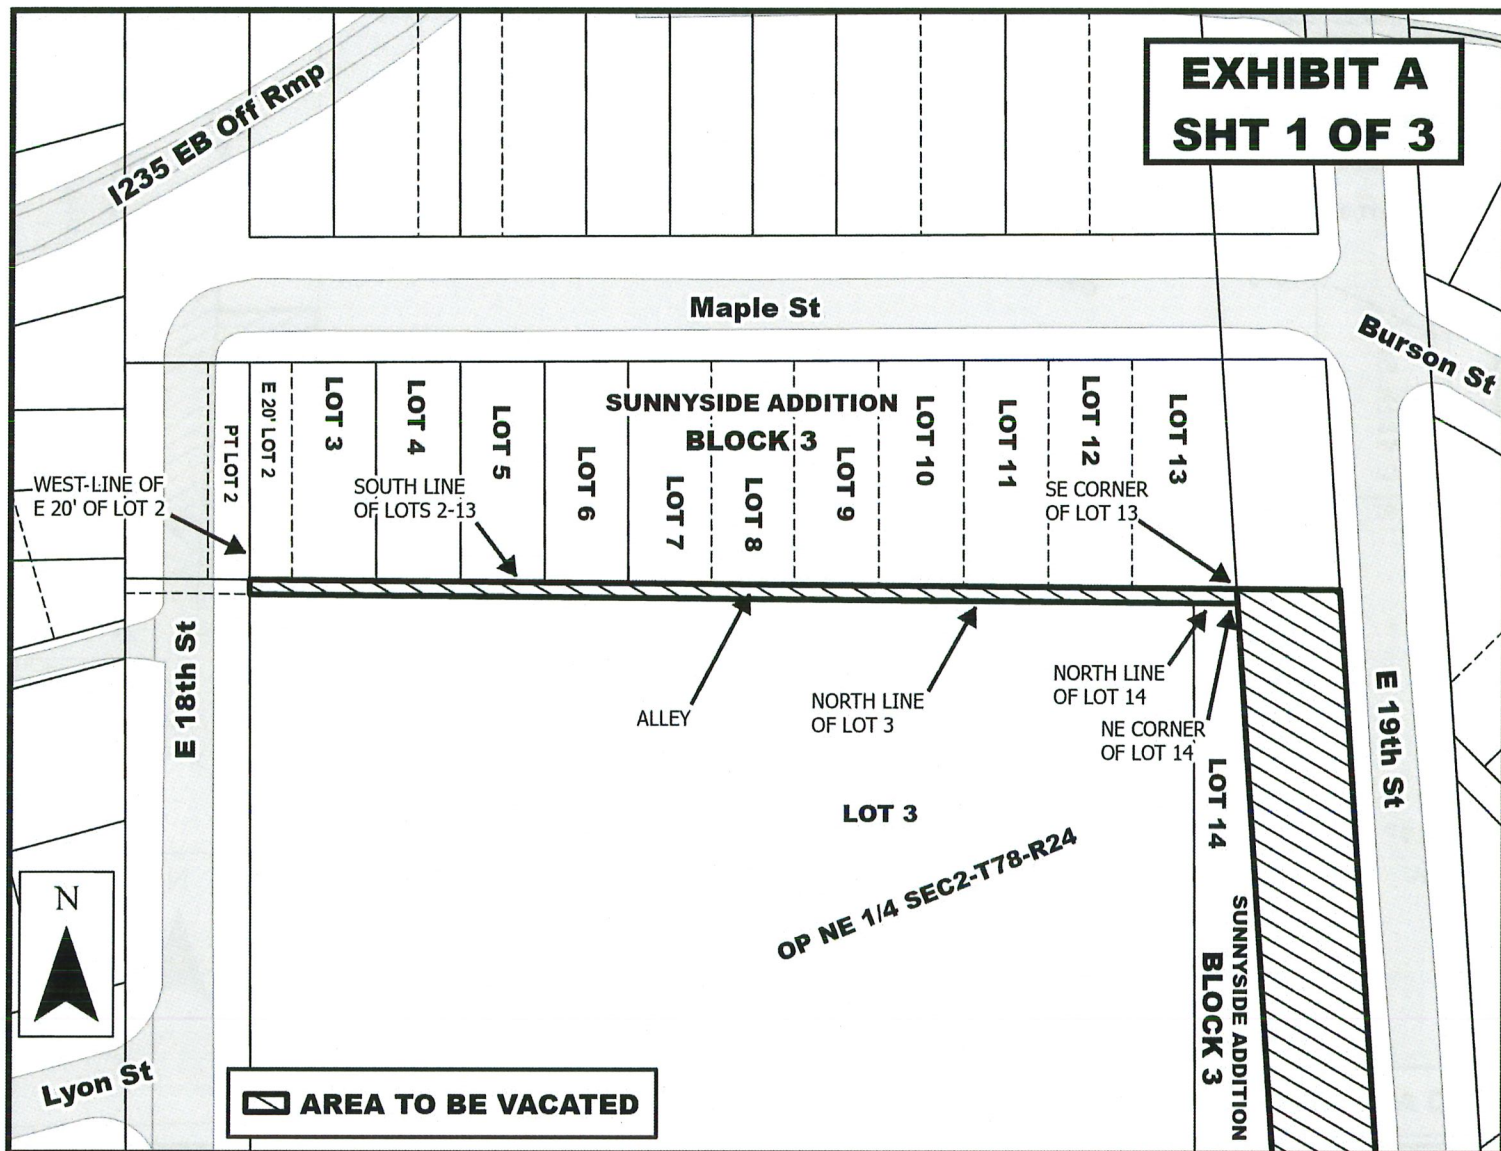 EXHIBIT A
SHT 1 OF 3
I235 EB Off Rmp
Maple St
Burson St
SUNNYSIDE ADDITION
BLOCK 3
PT LOT 2
E 20' LOT 2
LOT 3
LOT 4
LOT 5
LOT 6
LOT 7
LOT 8
LOT 9
LOT 10
LOT 11
LOT 12
LOT 13
WEST LINE OF
E 20' OF LOT 2
SOUTH LINE
OF LOTS 2-13
SE CORNER
OF LOT 13
E 18th St
ALLEY
NORTH LINE
OF LOT 3
NORTH LINE
OF LOT 14
NE CORNER
OF LOT 14
E 19th St
LOT 3
LOT 14
OP NE 1/4 SEC2-T78-R24
SUNNYSIDE ADDITION
BLOCK 3
N
Lyon St
AREA TO BE VACATED